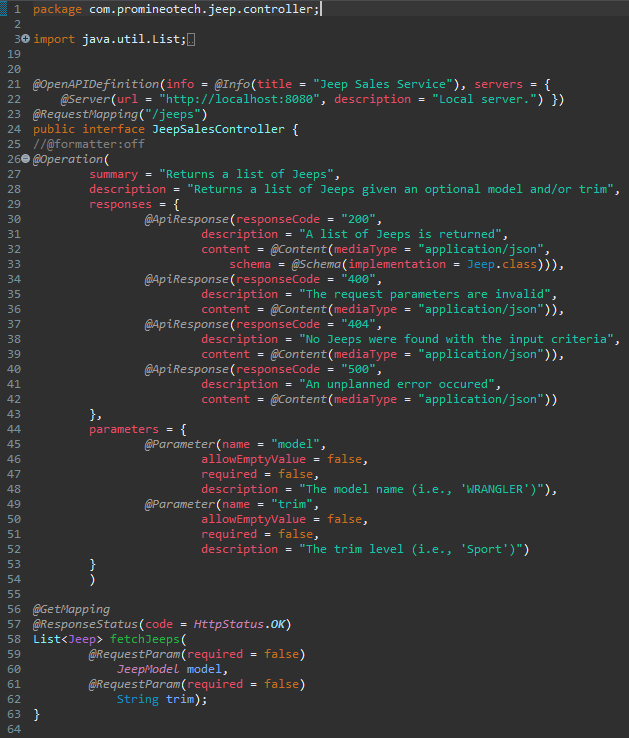 1 package com.promineotech.jeep.controller;
2
3 import java.util.List;
19
20
21 @OpenAPIDefinition(info = @Info(title = "Jeep Sales Service"), servers = {
22     @Server(url = "http://localhost:8080", description = "Local server.") })
23 @RequestMapping("/jeeps")
24 public interface JeepSalesController {
25 //@formatter:off
26 @Operation(
27         summary = "Returns a list of Jeeps",
28         description = "Returns a list of Jeeps given an optional model and/or trim",
29         responses = {
30                 @ApiResponse(responseCode = "200",
31                         description = "A list of Jeeps is returned",
32                         content = @Content(mediaType = "application/json",
33                             schema = @Schema(implementation = Jeep.class))),
34                 @ApiResponse(responseCode = "400",
35                         description = "The request parameters are invalid",
36                         content = @Content(mediaType = "application/json")),
37                 @ApiResponse(responseCode = "404",
38                         description = "No Jeeps were found with the input criteria",
39                         content = @Content(mediaType = "application/json")),
40                 @ApiResponse(responseCode = "500",
41                         description = "An unplanned error occured",
42                         content = @Content(mediaType = "application/json"))
43         },
44         parameters = {
45                 @Parameter(name = "model",
46                         allowEmptyValue = false,
47                         required = false,
48                         description = "The model name (i.e., 'WRANGLER')"),
49                 @Parameter(name = "trim",
50                         allowEmptyValue = false,
51                         required = false,
52                         description = "The trim level (i.e., 'Sport')")
53         }
54         )
55
56 @GetMapping
57 @ResponseStatus(code = HttpStatus.OK)
58 List<Jeep> fetchJeeps(
59         @RequestParam(required = false)
60             JeepModel model,
61         @RequestParam(required = false)
62             String trim);
63 }
64